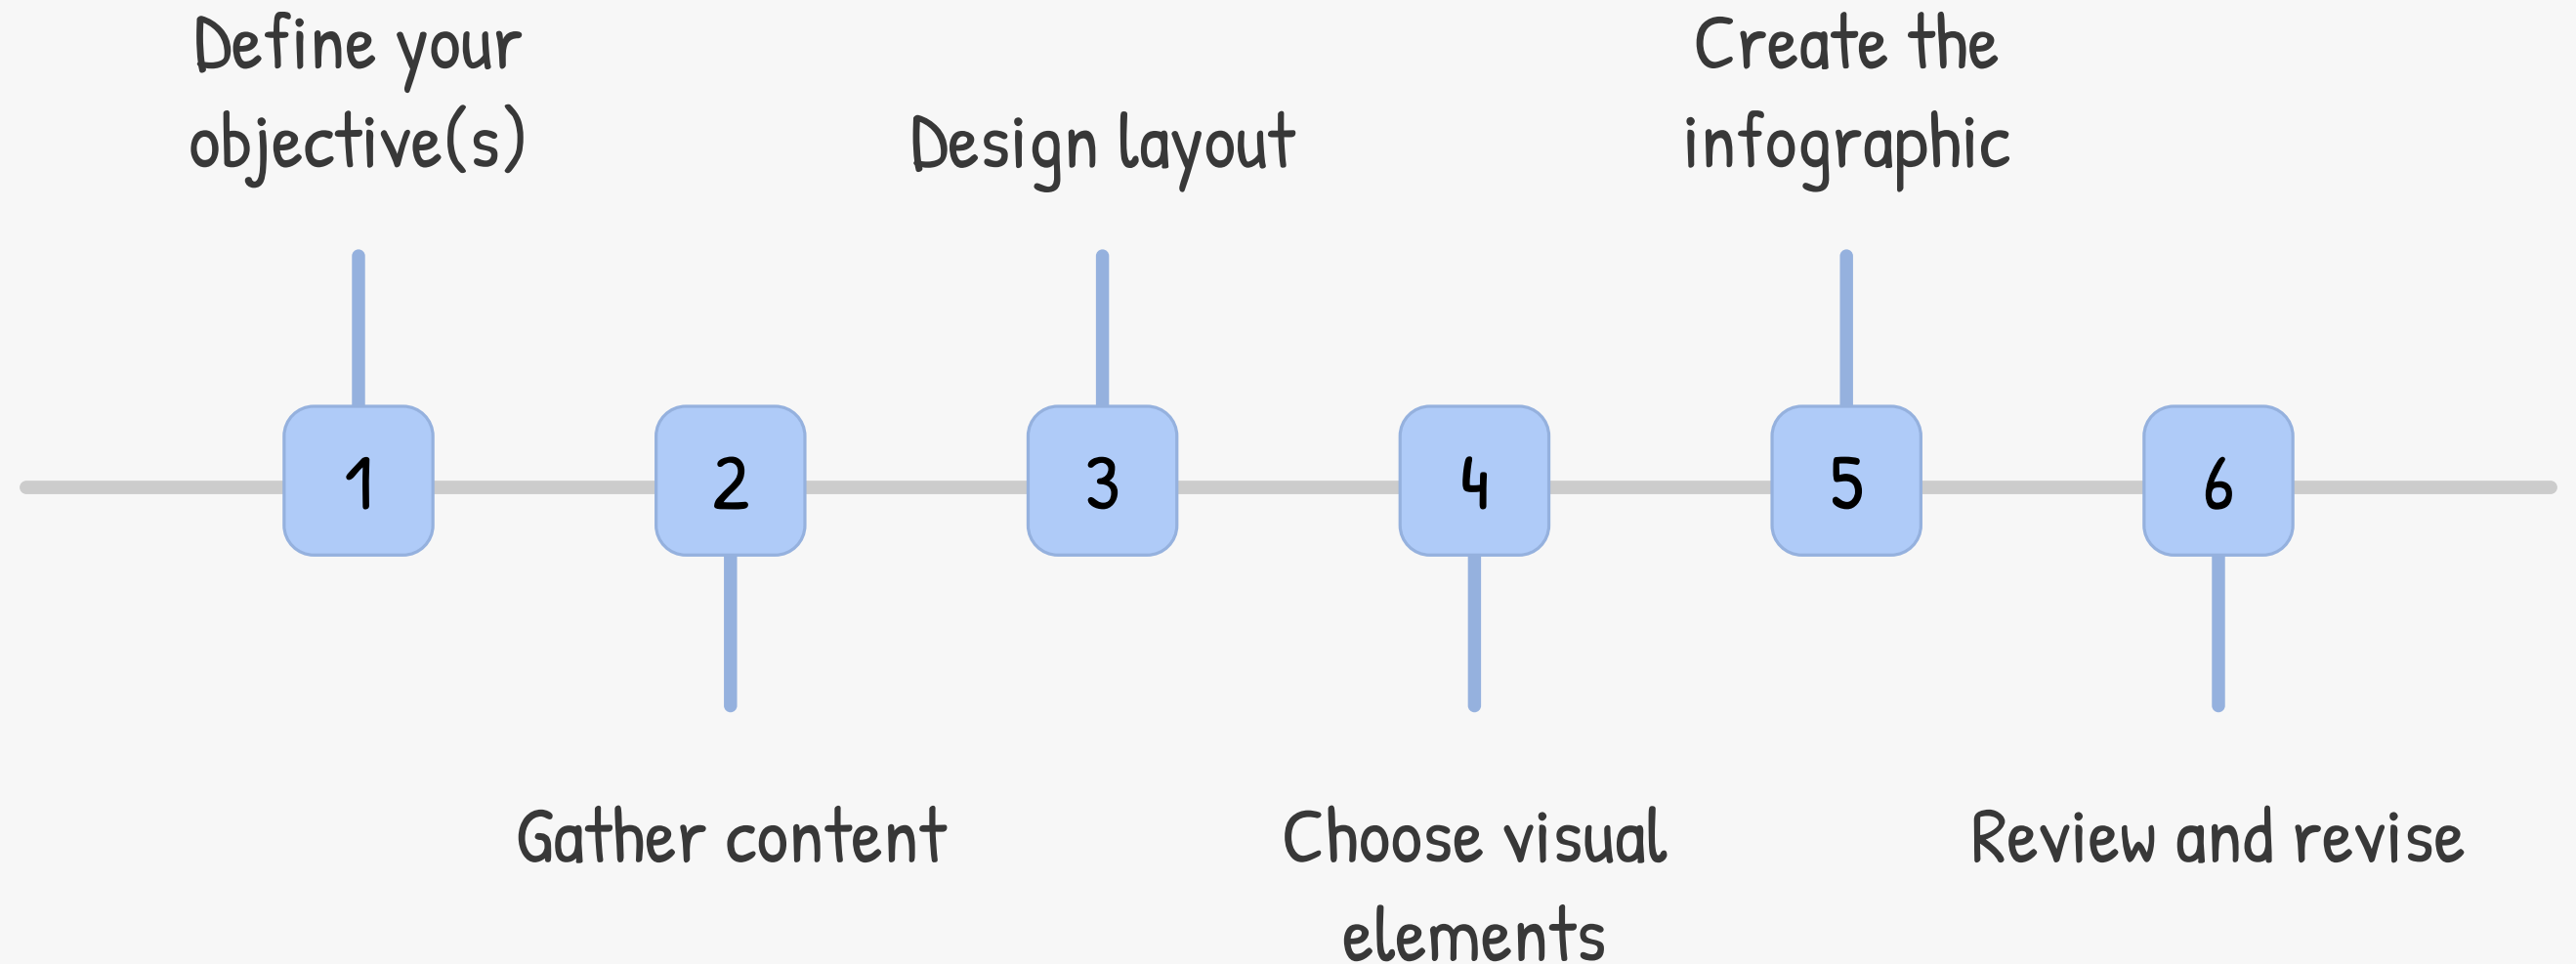 Define your
objective(s)
Design layout
Create the
infographic
1
2
3
4
5
6
Gather content
Choose visual
elements
Review and revise